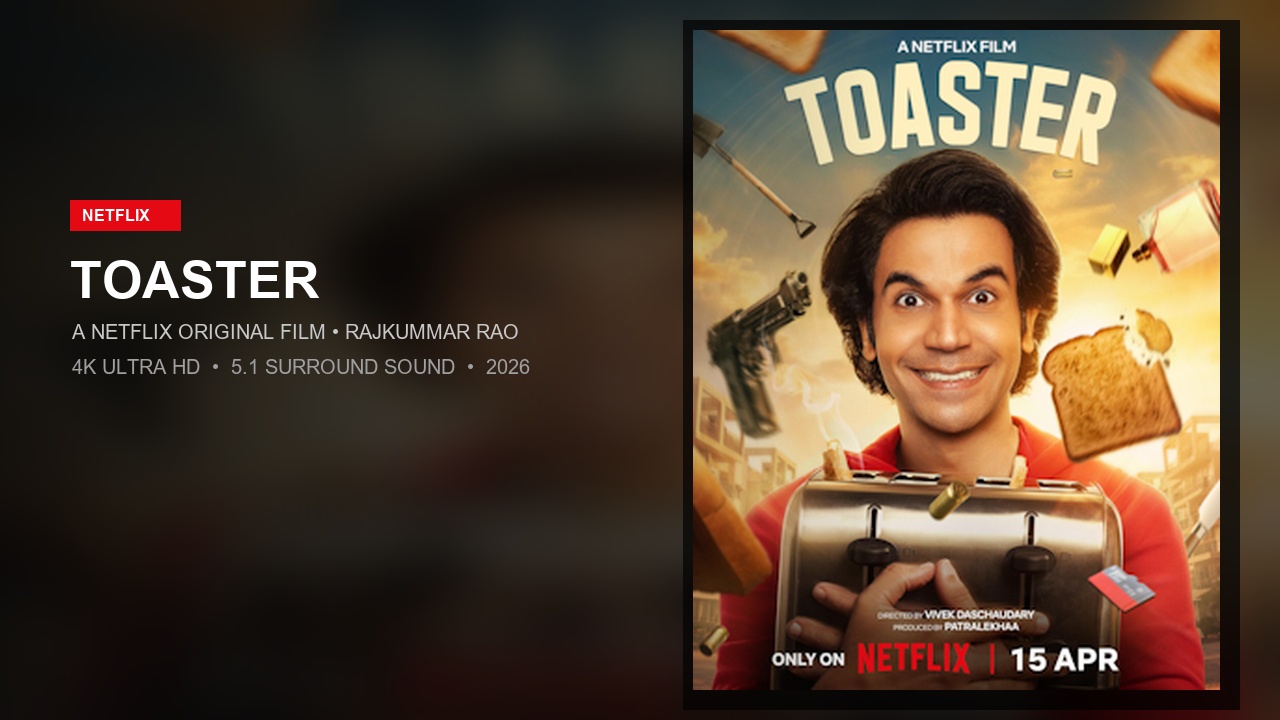 NETFLIX
TOASTER
A NETFLIX ORIGINAL FILM • RAJKUMMAR RAO
4K ULTRA HD • 5.1 SURROUND SOUND • 2026
A NETFLIX FILM
TOASTER
DIRECTED BY VIVEK DASCHAUDARY
PRODUCED BY PATRALEKHAA
ONLY ON NETFLIX | 15 APR